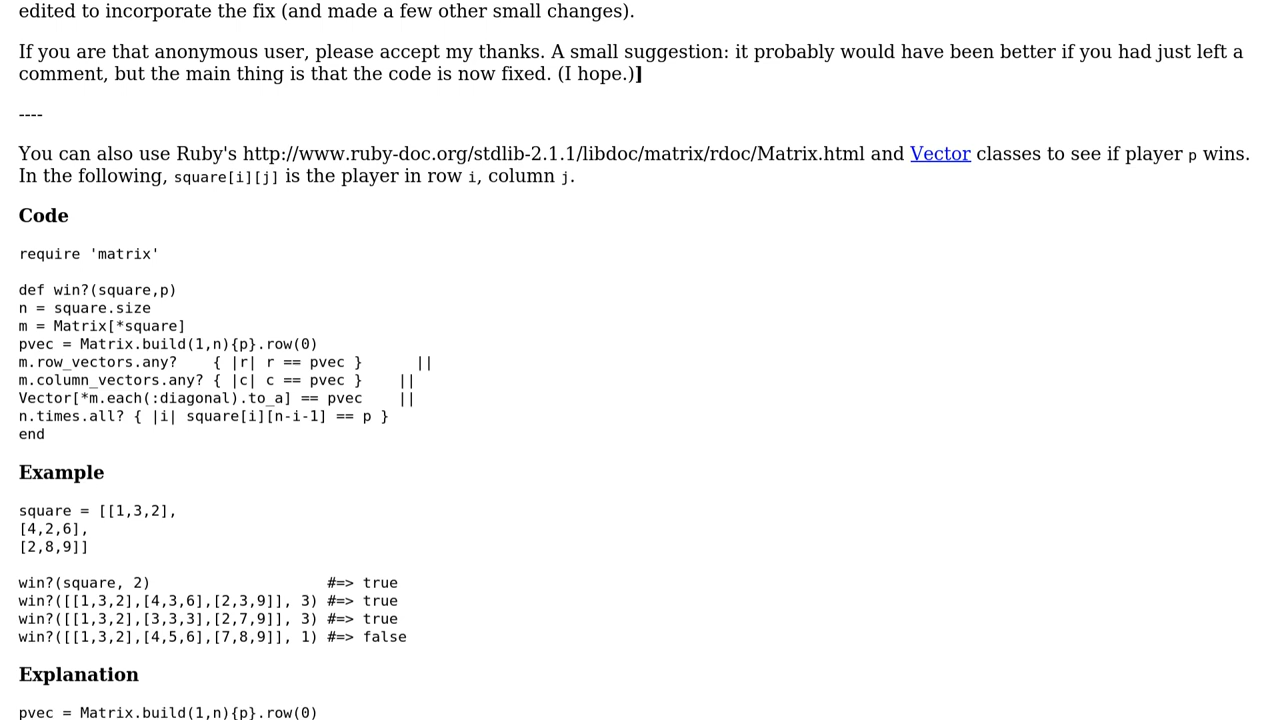 edited to incorporate the fix (and made a few other small changes).
If you are that anonymous user, please accept my thanks. A small suggestion: it probably would have been better if you had just left a
comment, but the main thing is that the code is now fixed. (I hope.)]
----
You can also use Ruby's http://www.ruby-doc.org/stdlib-2.1.1/libdoc/matrix/rdoc/Matrix.html and Vector classes to see if player p wins.
In the following, square[i][j] is the player in row i, column j.
Code
require 'matrix'
def win?(square,p)
n = square.size
m = Matrix[*square]
pvec = Matrix.build(1,n){p}.row(0)
m.row_vectors.any?    { |r| r == pvec }      ||
m.column_vectors.any? { |c| c == pvec }    ||
Vector[*m.each(:diagonal).to_a] == pvec    ||
n.times.all? { |i| square[i][n-i-1] == p }
end
Example
square = [[1,3,2],
[4,2,6],
[2,8,9]]
win?(square, 2)                    #=> true
win?([[1,3,2],[4,3,6],[2,3,9]], 3) #=> true
win?([[1,3,2],[3,3,3],[2,7,9]], 3) #=> true
win?([[1,3,2],[4,5,6],[7,8,9]], 1) #=> false
Explanation
pvec = Matrix.build(1,n){p}.row(0)